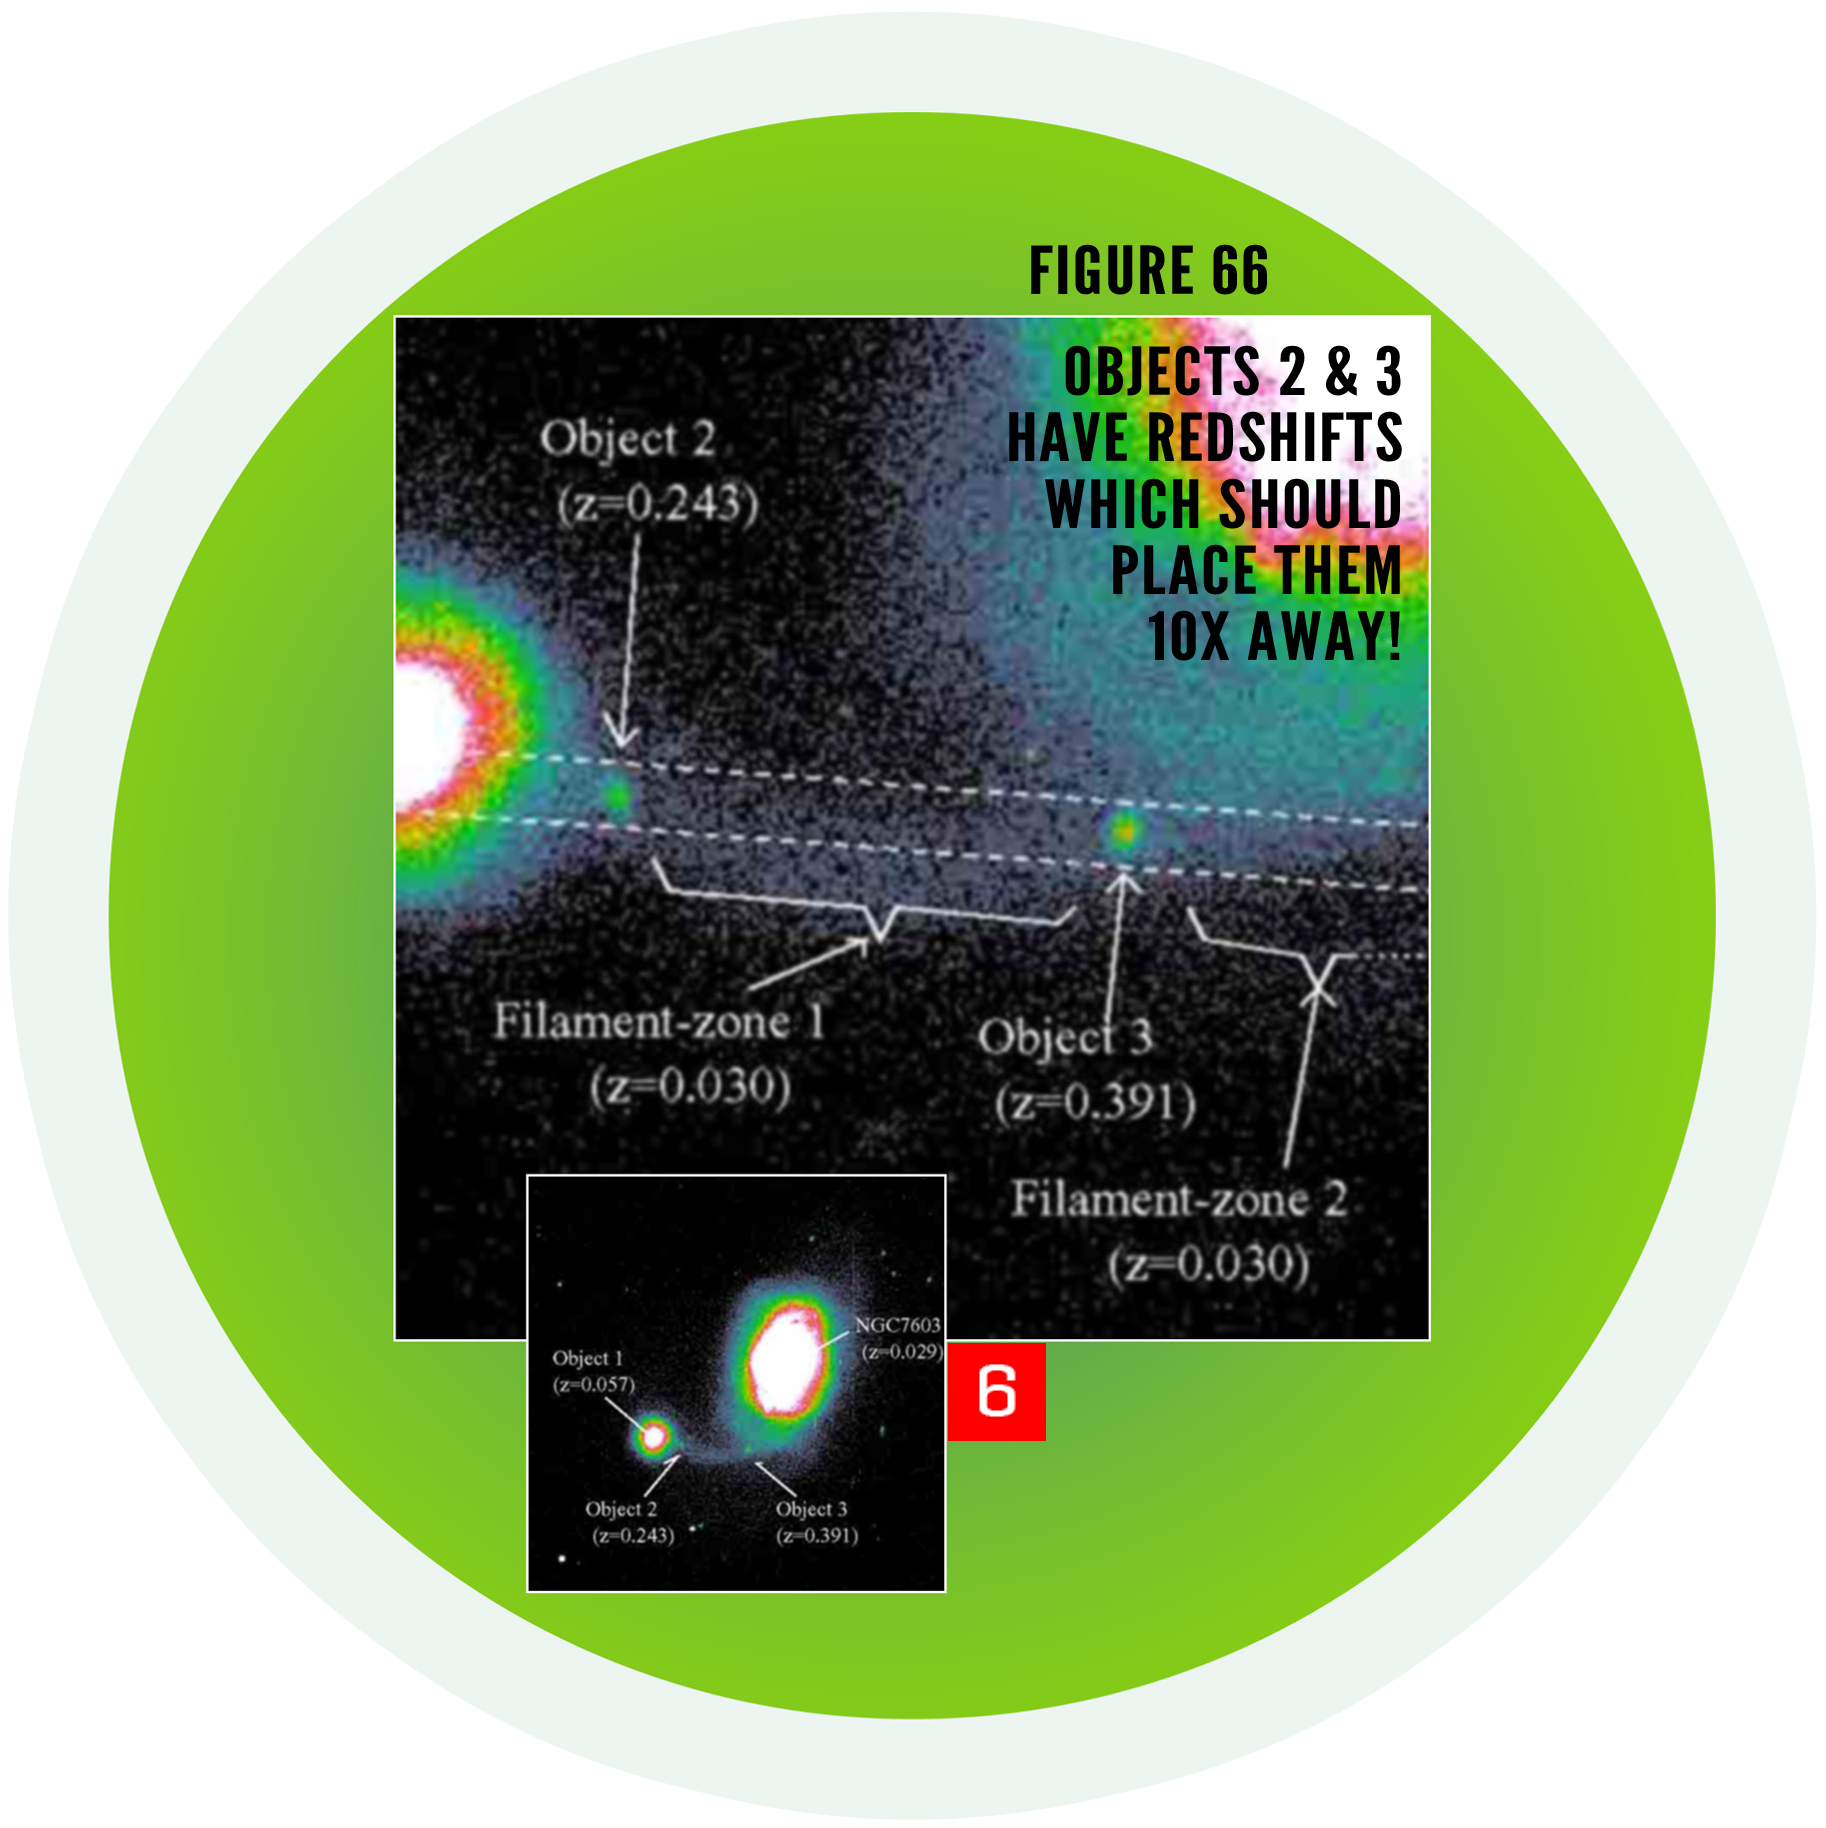 FIGURE 66
OBJECTS 2 & 3
HAVE REDSHIFTS
WHICH SHOULD
PLACE THEM
10X AWAY!
Object 2
(z=0.243)
Filament-zone 1
(z=0.030)
Object 3
(z=0.391)
Filament-zone 2
(z=0.030)
NGC7603
(z=0.029)
Object 1
(z=0.057)
Object 2
(z=0.243)
Object 3
(z=0.391)
6